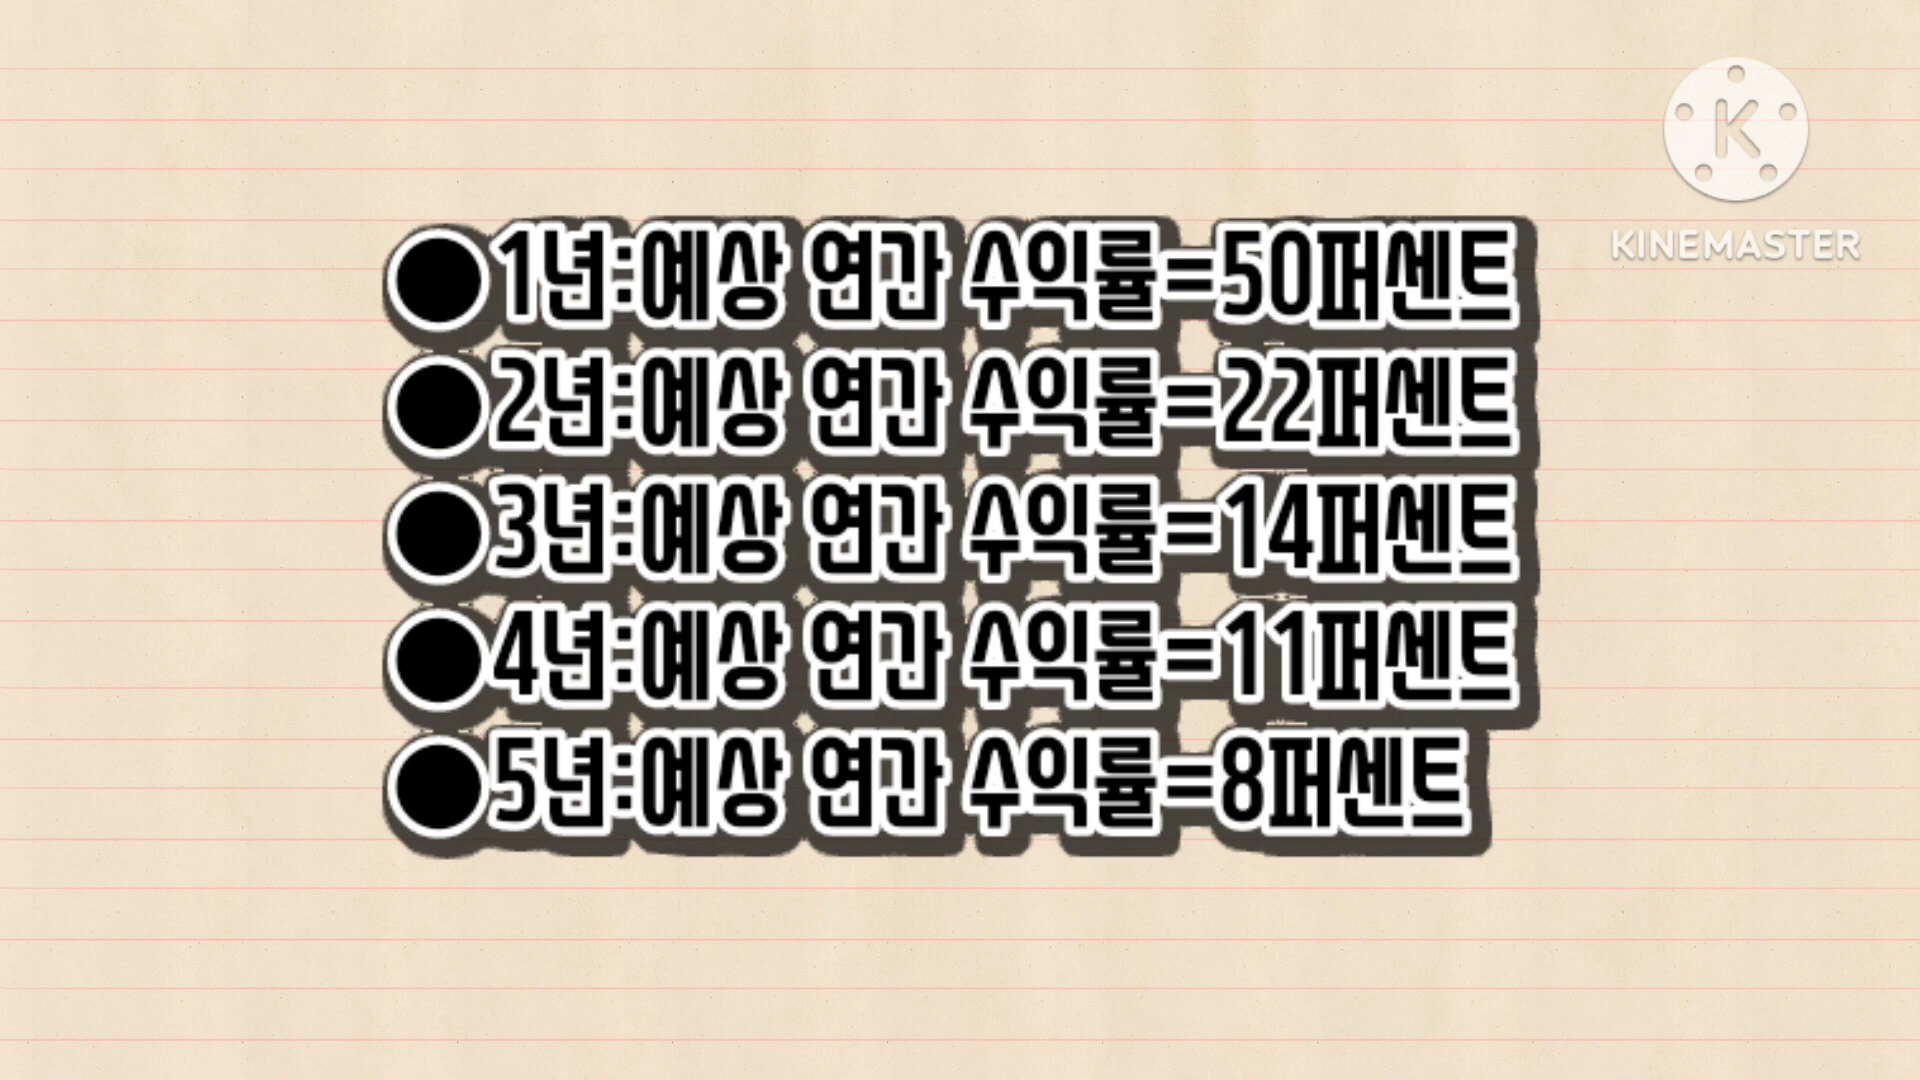 ●1년:예상 연간 수익률=50퍼센트
●2년:예상 연간 수익률=22퍼센트
●3년:예상 연간 수익률=14퍼센트
●4년:예상 연간 수익률=11퍼센트
●5년:예상 연간 수익률=8퍼센트
K
KINEMASTER